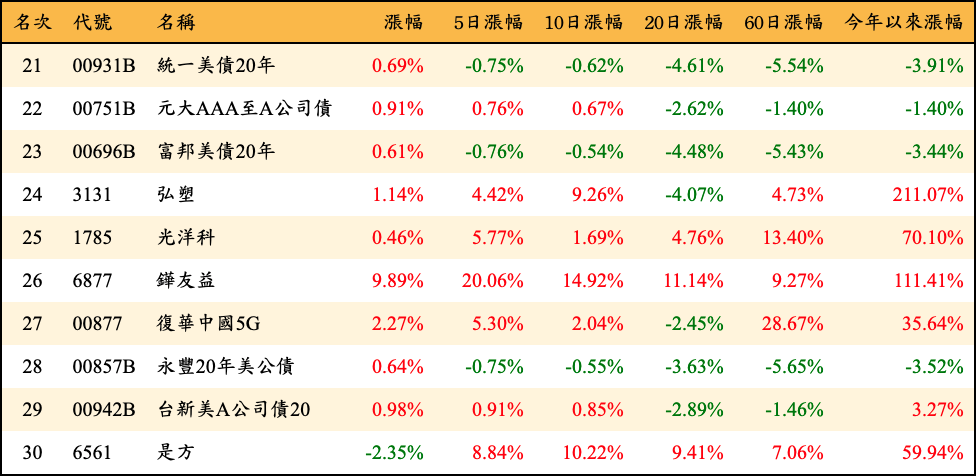 名次 代號 名稱 漲幅 5日漲幅 10日漲幅 20日漲幅 60日漲幅 今年以來漲幅
21 00931B 統一美債20年 0.69% -0.75% -0.62% -4.61% -5.54% -3.91%
22 00751B 元大AAA至A公司債 0.91% 0.76% 0.67% -2.62% -1.40% -1.40%
23 00696B 富邦美債20年 0.61% -0.76% -0.54% -4.48% -5.43% -3.44%
24 3131 弘塑 1.14% 4.42% 9.26% -4.07% 4.73% 211.07%
25 1785 光洋科 0.46% 5.77% 1.69% 4.76% 13.40% 70.10%
26 6877 鏵友益 9.89% 20.06% 14.92% 11.14% 9.27% 111.41%
27 00877 復華中國5G 2.27% 5.30% 2.04% -2.45% 28.67% 35.64%
28 00857B 永豐20年美公債 0.64% -0.75% -0.55% -3.63% -5.65% -3.52%
29 00942B 台新美A公司債20 0.98% 0.91% 0.85% -2.89% -1.46% 3.27%
30 6561 是方 -2.35% 8.84% 10.22% 9.41% 7.06% 59.94%